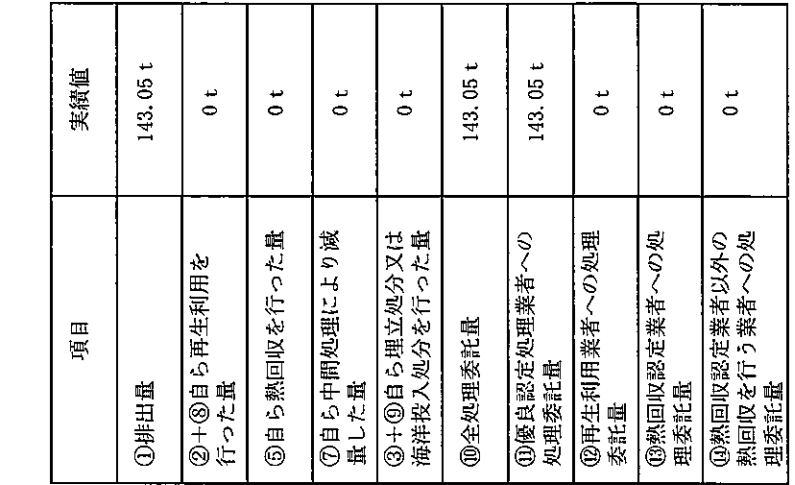 項目
実績値
①排出量
143.05 t
②+⑧自ら再生利用を
行った量
0 t
⑤自ら熱回収を行った量
0 t
⑦自ら中間処理により減
量した量
0 t
③+⑨自ら埋立処分又は
海洋投入処分を行った量
0 t
⑩全処理委託量
143.05 t
⑪優良認定処理業者への
処理委託量
143.05 t
⑫再生利用業者への処理
委託量
0 t
⑬熱回収認定業者への処
理委託量
0 t
⑭熱回収認定業者以外の
熱回収を行う業者への処
理委託量
0 t